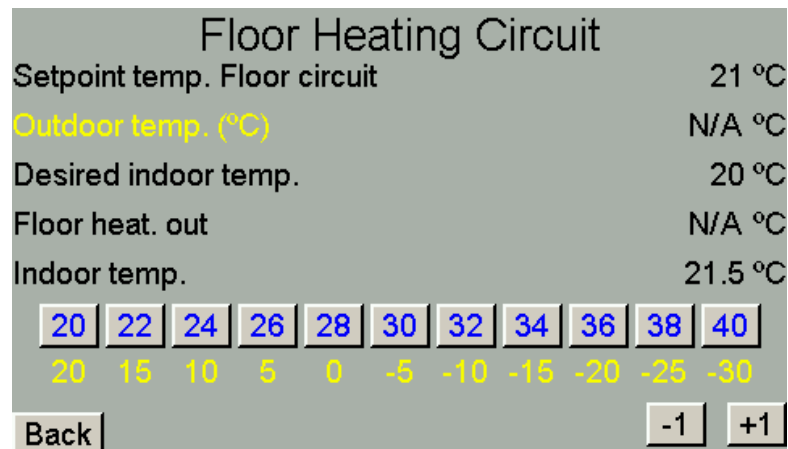 Floor Heating Circuit
Setpoint temp. Floor circuit 21 ºC
Outdoor temp. (ºC) N/A ºC
Desired indoor temp. 20 ºC
Floor heat. out N/A ºC
Indoor temp. 21.5 ºC
20 22 24 26 28 30 32 34 36 38 40
20 15 10 5 0 -5 -10 -15 -20 -25 -30
Back -1 +1